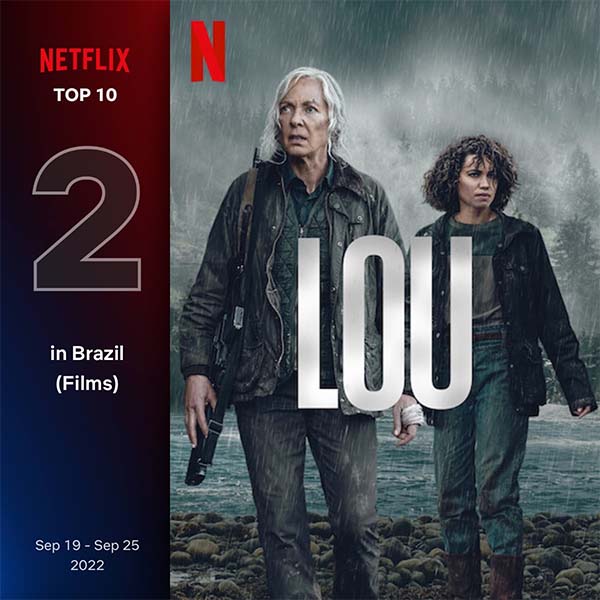 NETFLIX
TOP 10
2
in Brazil
(Films)
Sep 19 - Sep 25
2022
N
LOU